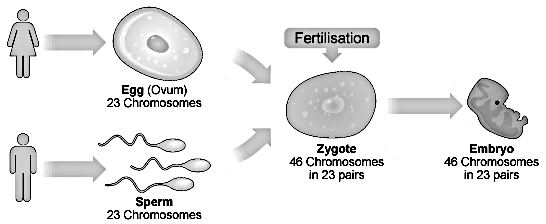 Fertilisation
Egg (Ovum)
23 Chromosomes
Sperm
23 Chromosomes
Zygote
46 Chromosomes
in 23 pairs
Embryo
46 Chromosomes
in 23 pairs